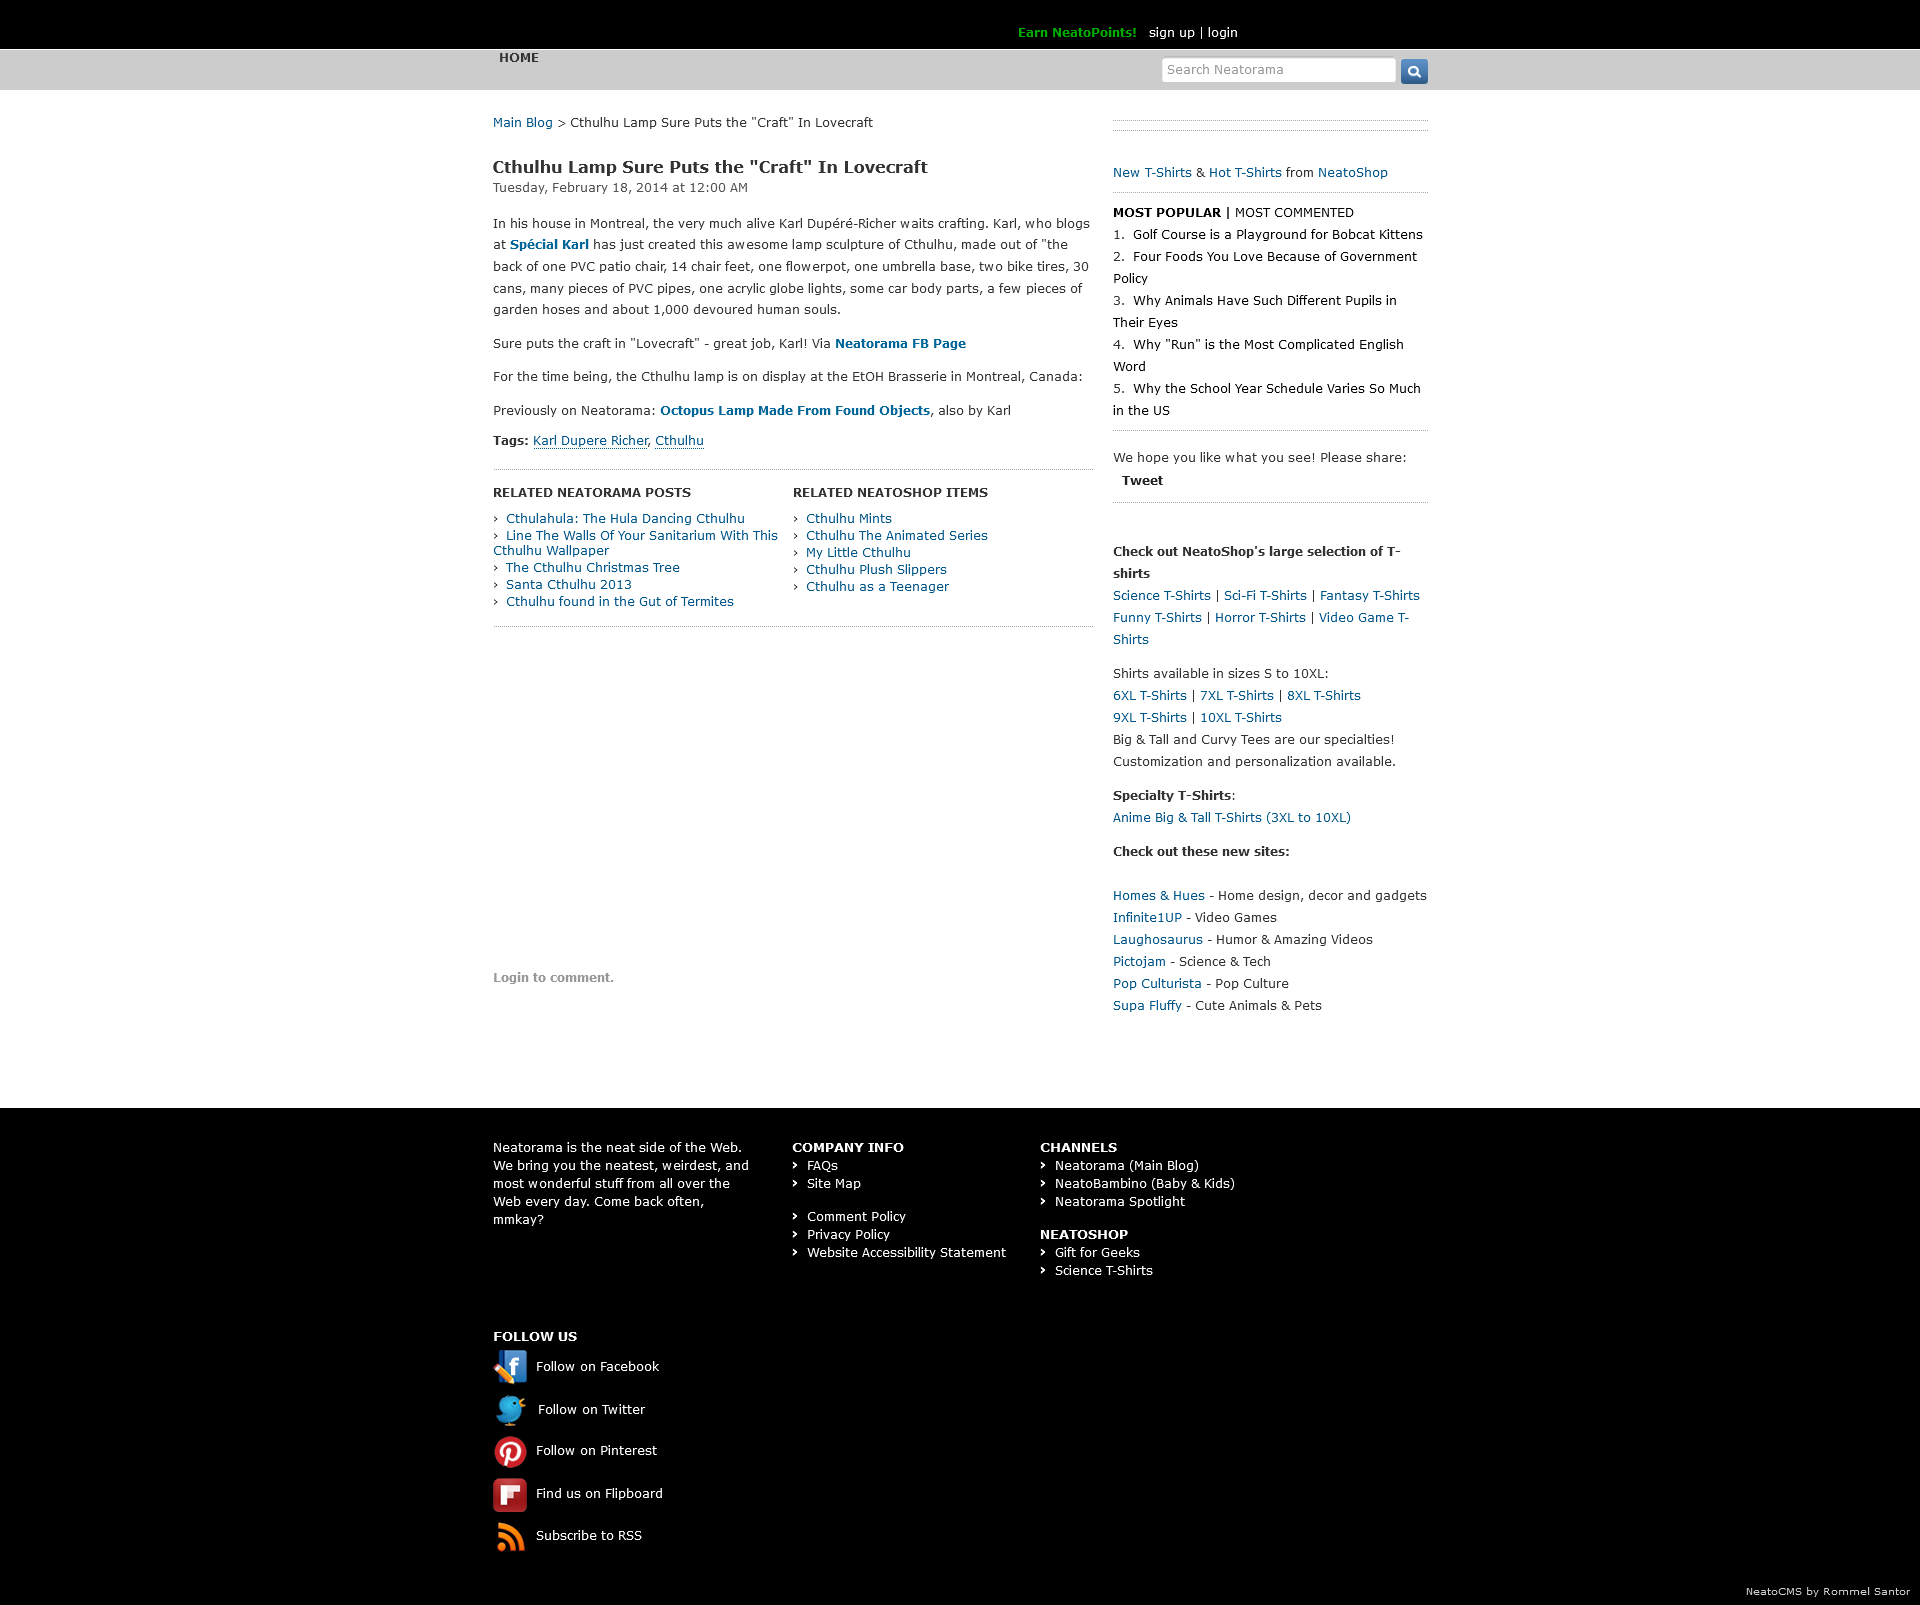 Earn NeatoPoints! sign up | login
HOME
Search Neatorama
Main Blog > Cthulhu Lamp Sure Puts the "Craft" In Lovecraft
Cthulhu Lamp Sure Puts the "Craft" In Lovecraft
Tuesday, February 18, 2014 at 12:00 AM
In his house in Montreal, the very much alive Karl Dupéré-Richer waits crafting. Karl, who blogs
at Spécial Karl has just created this awesome lamp sculpture of Cthulhu, made out of "the
back of one PVC patio chair, 14 chair feet, one flowerpot, one umbrella base, two bike tires, 30
cans, many pieces of PVC pipes, one acrylic globe lights, some car body parts, a few pieces of
garden hoses and about 1,000 devoured human souls.
Sure puts the craft in "Lovecraft" - great job, Karl! Via Neatorama FB Page
For the time being, the Cthulhu lamp is on display at the EtOH Brasserie in Montreal, Canada:
Previously on Neatorama: Octopus Lamp Made From Found Objects, also by Karl
Tags: Karl Dupere Richer, Cthulhu
RELATED NEATORAMA POSTS
› Cthulahula: The Hula Dancing Cthulhu
› Line The Walls Of Your Sanitarium With This
Cthulhu Wallpaper
› The Cthulhu Christmas Tree
› Santa Cthulhu 2013
› Cthulhu found in the Gut of Termites
RELATED NEATOSHOP ITEMS
› Cthulhu Mints
› Cthulhu The Animated Series
› My Little Cthulhu
› Cthulhu Plush Slippers
› Cthulhu as a Teenager
Login to comment.
New T-Shirts & Hot T-Shirts from NeatoShop
MOST POPULAR | MOST COMMENTED
1. Golf Course is a Playground for Bobcat Kittens
2. Four Foods You Love Because of Government
Policy
3. Why Animals Have Such Different Pupils in
Their Eyes
4. Why "Run" is the Most Complicated English
Word
5. Why the School Year Schedule Varies So Much
in the US
We hope you like what you see! Please share:
Tweet
Check out NeatoShop's large selection of T-
shirts
Science T-Shirts | Sci-Fi T-Shirts | Fantasy T-Shirts
Funny T-Shirts | Horror T-Shirts | Video Game T-
Shirts
Shirts available in sizes S to 10XL:
6XL T-Shirts | 7XL T-Shirts | 8XL T-Shirts
9XL T-Shirts | 10XL T-Shirts
Big & Tall and Curvy Tees are our specialties!
Customization and personalization available.
Specialty T-Shirts:
Anime Big & Tall T-Shirts (3XL to 10XL)
Check out these new sites:
Homes & Hues - Home design, decor and gadgets
Infinite1UP - Video Games
Laughosaurus - Humor & Amazing Videos
Pictojam - Science & Tech
Pop Culturista - Pop Culture
Supa Fluffy - Cute Animals & Pets
Neatorama is the neat side of the Web.
We bring you the neatest, weirdest, and
most wonderful stuff from all over the
Web every day. Come back often,
mmkay?
COMPANY INFO
› FAQs
› Site Map
› Comment Policy
› Privacy Policy
› Website Accessibility Statement
CHANNELS
› Neatorama (Main Blog)
› NeatoBambino (Baby & Kids)
› Neatorama Spotlight
NEATOSHOP
› Gift for Geeks
› Science T-Shirts
FOLLOW US
Follow on Facebook
Follow on Twitter
Follow on Pinterest
Find us on Flipboard
Subscribe to RSS
NeatoCMS by Rommel Santor